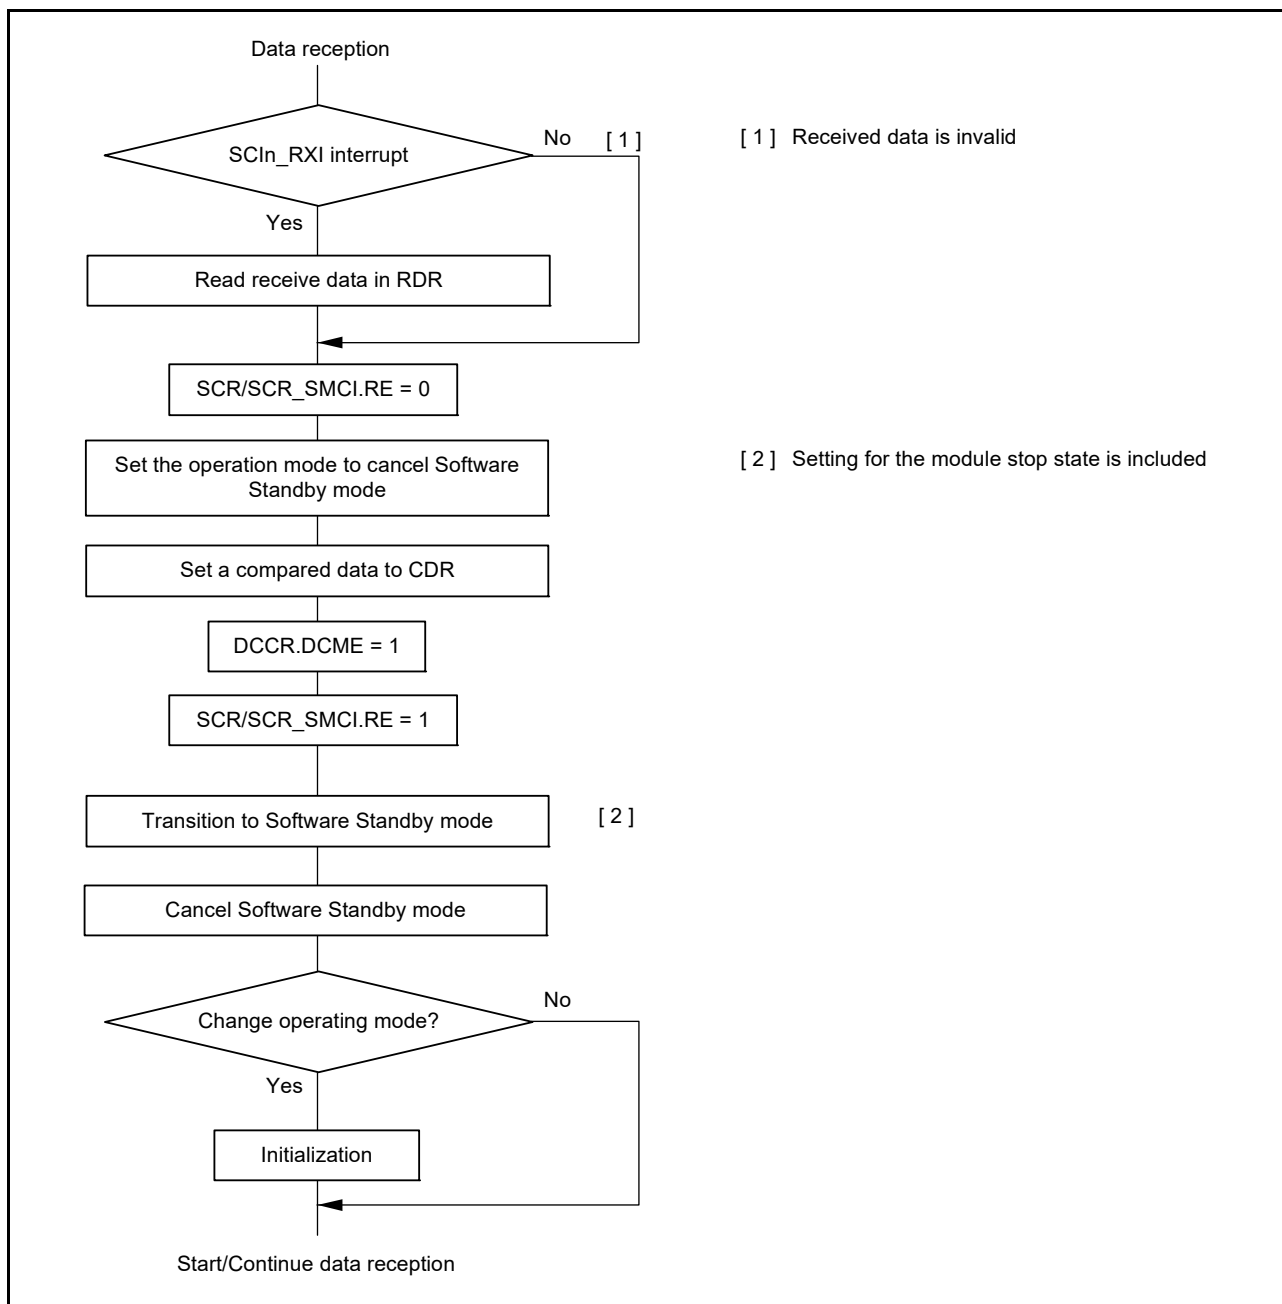 Data reception
SCIn_RXI interrupt
No
[ 1 ]
[ 1 ] Received data is invalid
Yes
Read receive data in RDR
SCR/SCR_SMCI.RE = 0
Set the operation mode to cancel Software
Standby mode
[ 2 ] Setting for the module stop state is included
Set a compared data to CDR
DCCR.DCME = 1
SCR/SCR_SMCI.RE = 1
Transition to Software Standby mode
[ 2 ]
Cancel Software Standby mode
Change operating mode?
No
Yes
Initialization
Start/Continue data reception